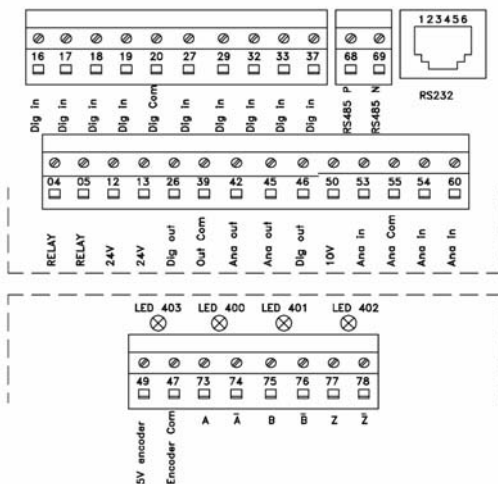 123456
16 17 18 19 20 27 29 32 33 37 68 69
Dig in Dig in Dig in Dig in Dig Com Dig in Dig in Dig in Dig in Dig in RS485 P RS485 N RS232
04 05 12 13 26 39 42 45 46 50 53 55 54 60
RELAY RELAY 24V 24V Dig out Out Com Ana out Ana out Dig out 10V Ana in Ana Com Ana in Ana in
LED 403 LED 400 LED 401 LED 402
49 47 73 74 75 76 77 78
5V encoder Encoder Com A A̅ B B̅ Z Z̅